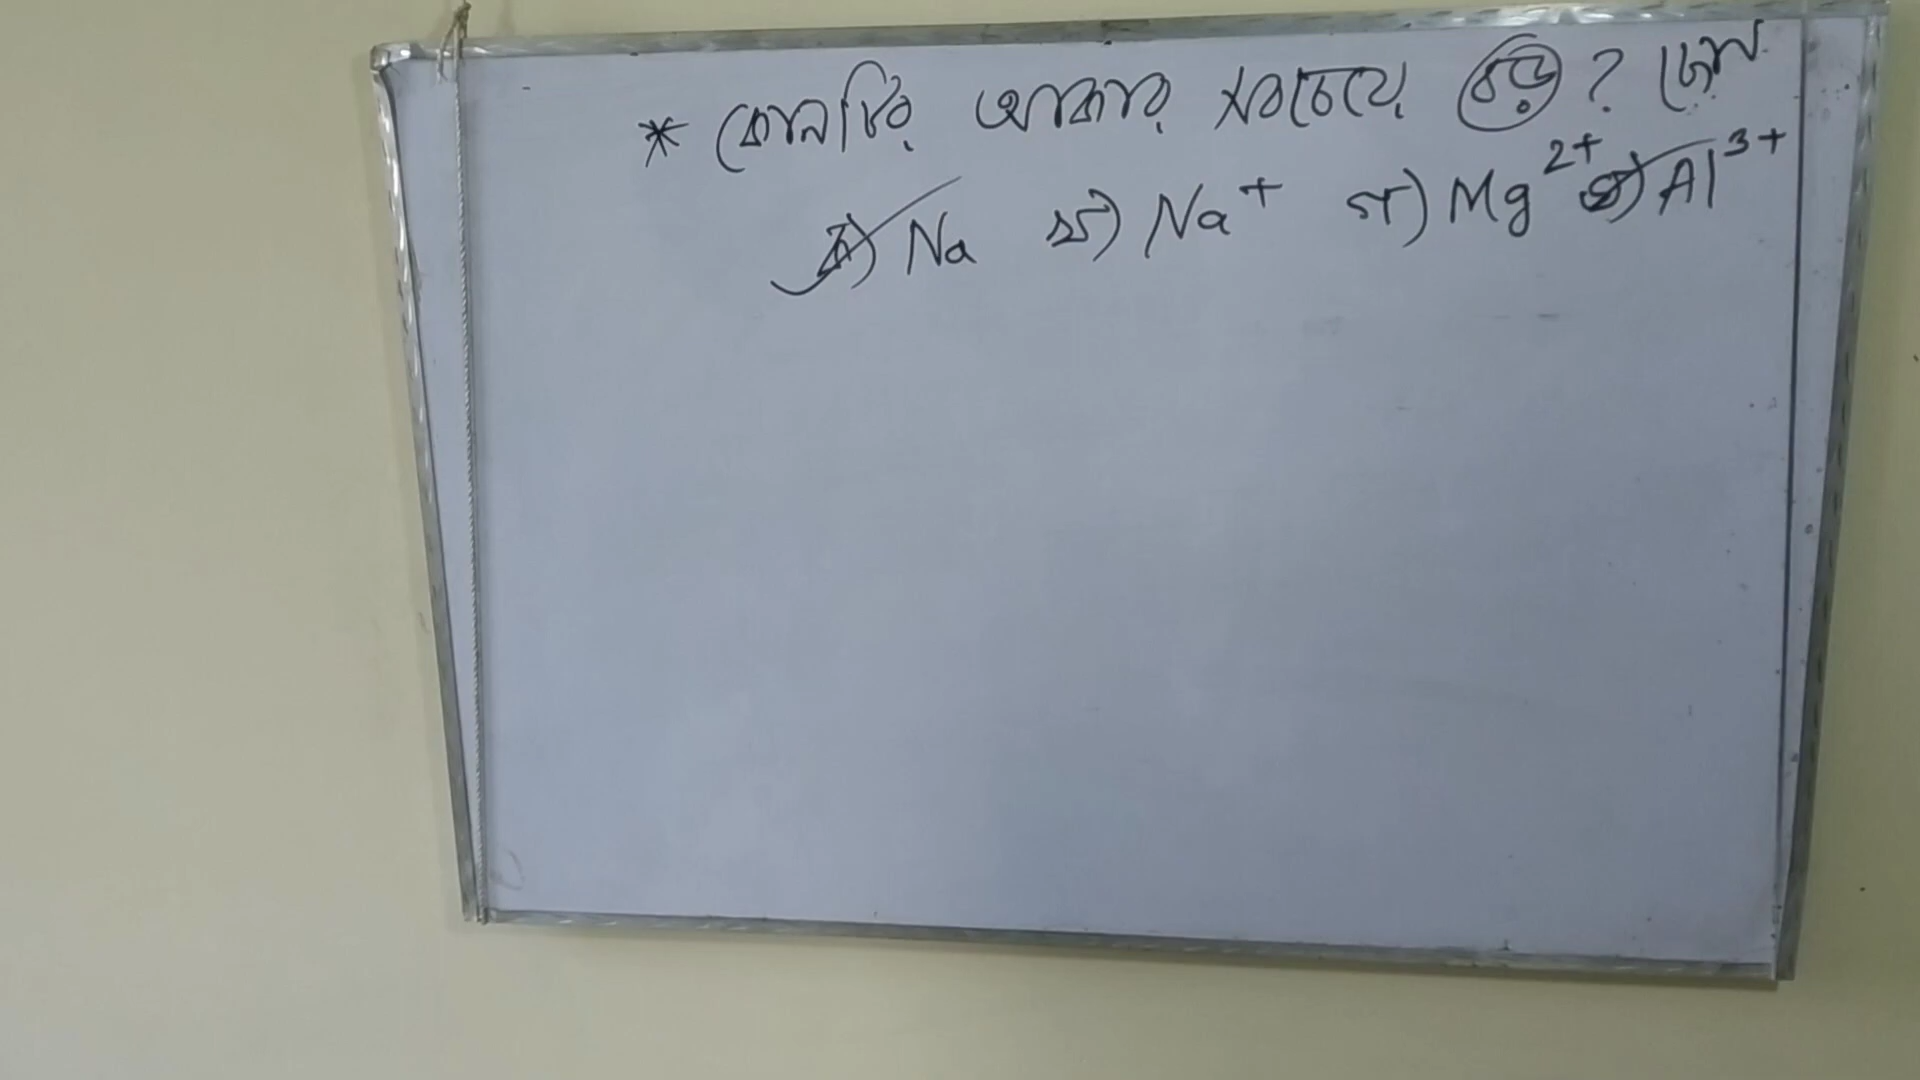 * কোনটির আকার সবচেয়ে বড় ?
ক) Na খ) Na⁺ গ) Mg²⁺ ঘ) Al³⁺